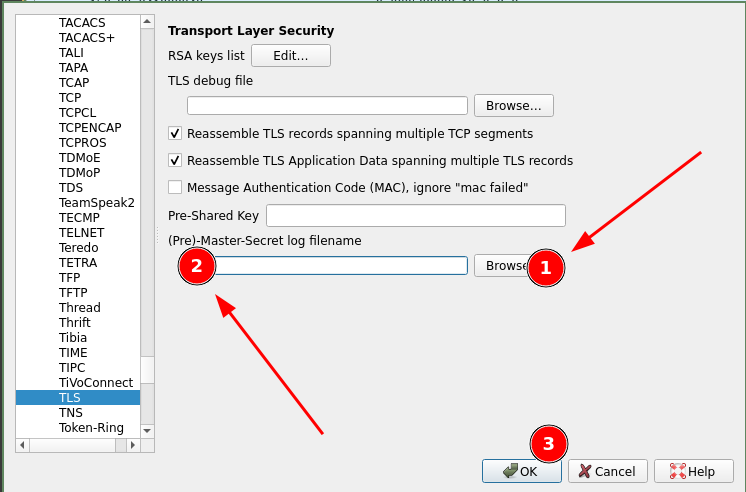 TACACS
TACACS+
TALI
TAPA
TCAP
TCP
TCPCL
TCPENCAP
TCPROS
TDMoE
TDMoP
TDS
TeamSpeak2
TECMP
TELNET
Teredo
TETRA
TFP
TFTP
Thread
Thrift
Tibia
TIME
TIPC
TiVoConnect
TLS
TNS
Token-Ring
Transport Layer Security
RSA keys list Edit...
TLS debug file
Browse...
Reassemble TLS records spanning multiple TCP segments
Reassemble TLS Application Data spanning multiple TLS records
Message Authentication Code (MAC), ignore "mac failed"
Pre-Shared Key
(Pre)-Master-Secret log filename
2 Browse 1
3
OK Cancel Help